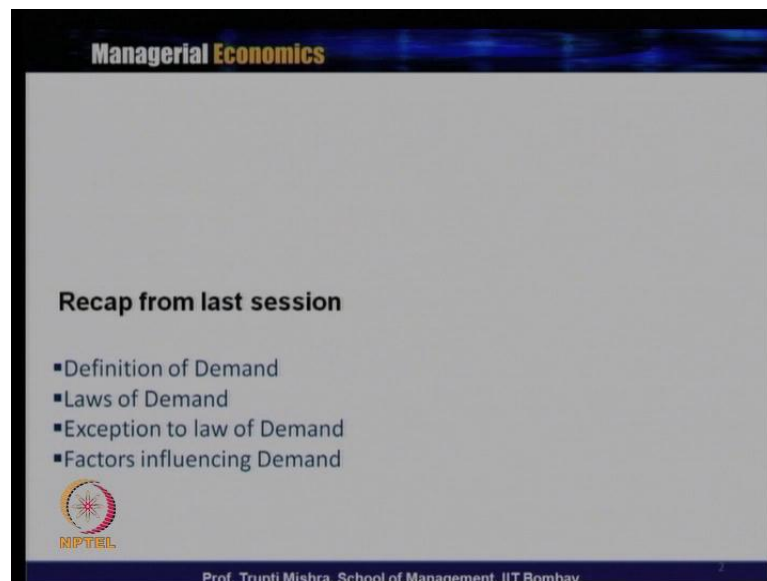 Managerial Economics
Recap from last session
▪Definition of Demand
▪Laws of Demand
▪Exception to law of Demand
▪Factors influencing Demand
NPTEL
Prof. Trupti Mishra, School of Management, IIT Bombay
2